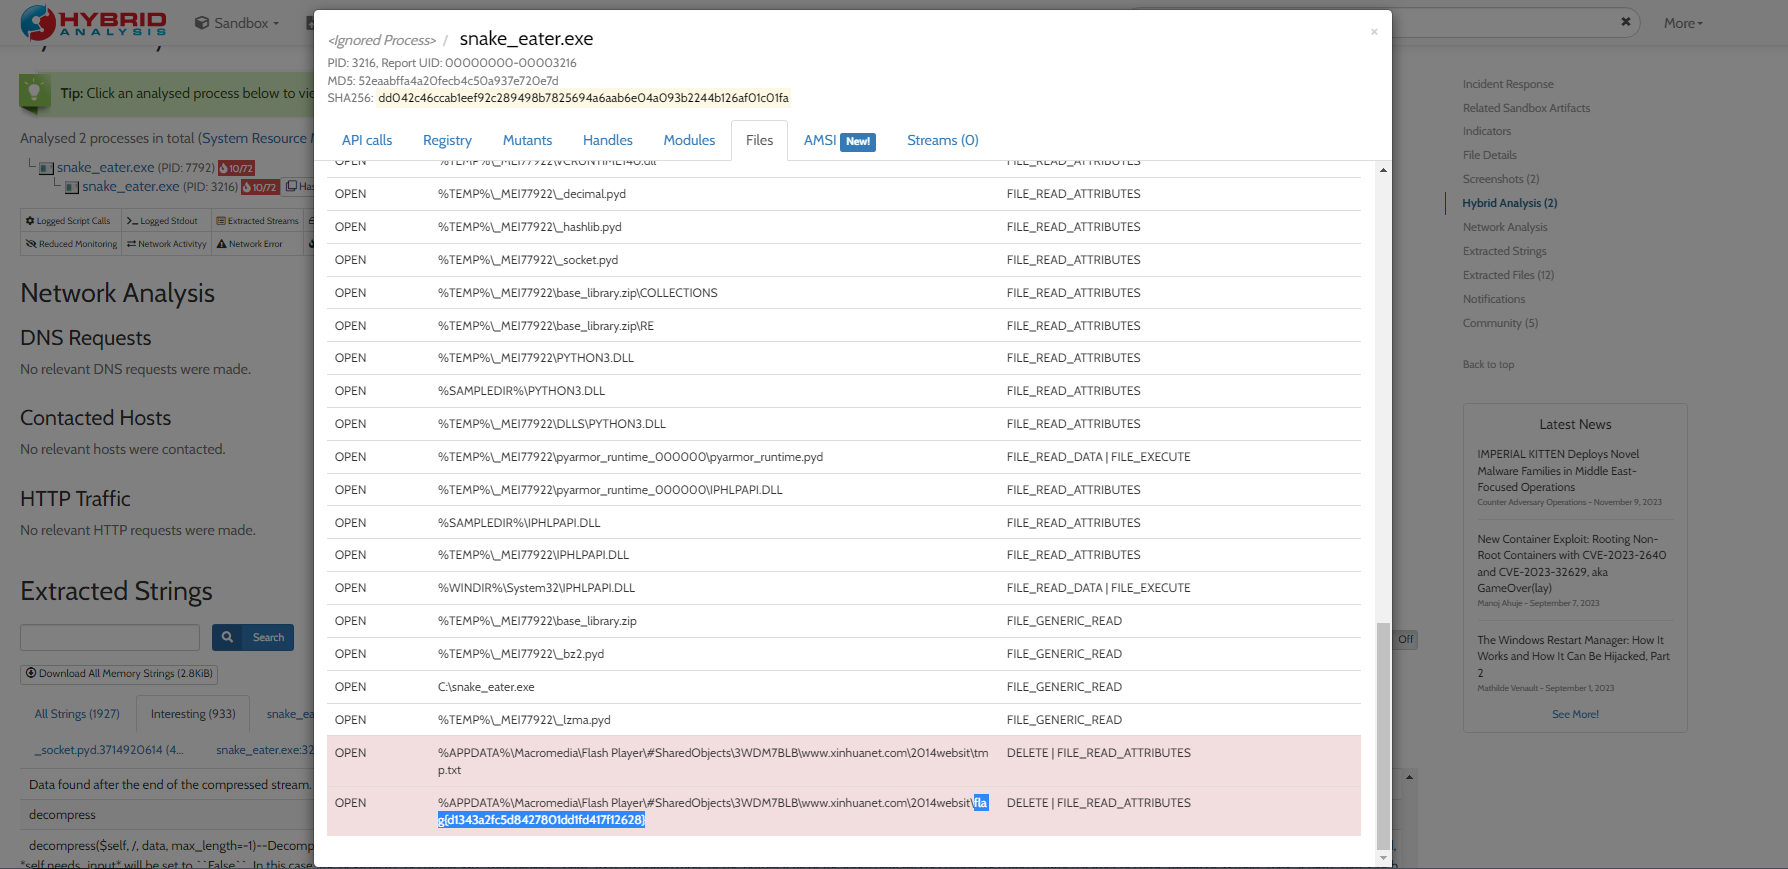 HYBRID
ANALYSIS
Sandbox
More
Tip: Click an analysed process below to vie
Analysed 2 processes in total (System Resource M
snake_eater.exe (PID: 7792) 10/72
snake_eater.exe (PID: 3216) 10/72 Has
Logged Script Calls >_ Logged Stdout Extracted Streams
Reduced Monitoring Network Activityy Network Error
Network Analysis
DNS Requests
No relevant DNS requests were made.
Contacted Hosts
No relevant hosts were contacted.
HTTP Traffic
No relevant HTTP requests were made.
Extracted Strings
Search
Download All Memory Strings (2.8KiB)
All Strings (1927) Interesting (933) snake_ea
_socket.pyd.3714920614 (4... snake_eater.exe:32
Data found after the end of the compressed stream.
decompress
decompress($self, /, data, max_length=-1)--Decomp
*self.needs_input* will be set to ``False``. In this case
<Ignored Process> / snake_eater.exe ×
PID: 3216, Report UID: 00000000-00003216
MD5: 52eaabffa4a20fecb4c50a937e720e7d
SHA256: dd042c46ccab1eef92c289498b7825694a6aab6e04a093b2244b126af01c01fa
API calls Registry Mutants Handles Modules Files AMSI New! Streams (0)
OPEN %TEMP%\_MEI77922\VCRUNTIME140.dll FILE_READ_ATTRIBUTES
OPEN %TEMP%\_MEI77922\_decimal.pyd FILE_READ_ATTRIBUTES
OPEN %TEMP%\_MEI77922\_hashlib.pyd FILE_READ_ATTRIBUTES
OPEN %TEMP%\_MEI77922\_socket.pyd FILE_READ_ATTRIBUTES
OPEN %TEMP%\_MEI77922\base_library.zip\COLLECTIONS FILE_READ_ATTRIBUTES
OPEN %TEMP%\_MEI77922\base_library.zip\RE FILE_READ_ATTRIBUTES
OPEN %TEMP%\_MEI77922\PYTHON3.DLL FILE_READ_ATTRIBUTES
OPEN %SAMPLEDIR%\PYTHON3.DLL FILE_READ_ATTRIBUTES
OPEN %TEMP%\_MEI77922\DLLS\PYTHON3.DLL FILE_READ_ATTRIBUTES
OPEN %TEMP%\_MEI77922\pyarmor_runtime_000000\pyarmor_runtime.pyd FILE_READ_DATA | FILE_EXECUTE
OPEN %TEMP%\_MEI77922\pyarmor_runtime_000000\IPHLPAPI.DLL FILE_READ_ATTRIBUTES
OPEN %SAMPLEDIR%\IPHLPAPI.DLL FILE_READ_ATTRIBUTES
OPEN %TEMP%\_MEI77922\IPHLPAPI.DLL FILE_READ_ATTRIBUTES
OPEN %WINDIR%\System32\IPHLPAPI.DLL FILE_READ_DATA | FILE_EXECUTE
OPEN %TEMP%\_MEI77922\base_library.zip FILE_GENERIC_READ
OPEN %TEMP%\_MEI77922\_bz2.pyd FILE_GENERIC_READ
OPEN C:\snake_eater.exe FILE_GENERIC_READ
OPEN %TEMP%\_MEI77922\_lzma.pyd FILE_GENERIC_READ
OPEN %APPDATA%\Macromedia\Flash Player\#SharedObjects\3WDM7BLB\www.xinhuanet.com\2014websit\tm DELETE | FILE_READ_ATTRIBUTES
p.txt
OPEN %APPDATA%\Macromedia\Flash Player\#SharedObjects\3WDM7BLB\www.xinhuanet.com\2014websit\fla DELETE | FILE_READ_ATTRIBUTES
g{d1343a2fc5d8427801dd1fd417f12628}
Off
Incident Response
Related Sandbox Artifacts
Indicators
File Details
Screenshots (2)
Hybrid Analysis (2)
Network Analysis
Extracted Strings
Extracted Files (12)
Notifications
Community (5)
Back to top
Latest News
IMPERIAL KITTEN Deploys Novel
Malware Families in Middle East-
Focused Operations
Counter Adversary Operations - November 9, 2023
New Container Exploit: Rooting Non-
Root Containers with CVE-2023-2640
and CVE-2023-32629, aka
GameOver(lay)
Manoj Ahuje - September 7, 2023
The Windows Restart Manager: How It
Works and How It Can Be Hijacked, Part
2
Mathilde Venault - September 1, 2023
See More!